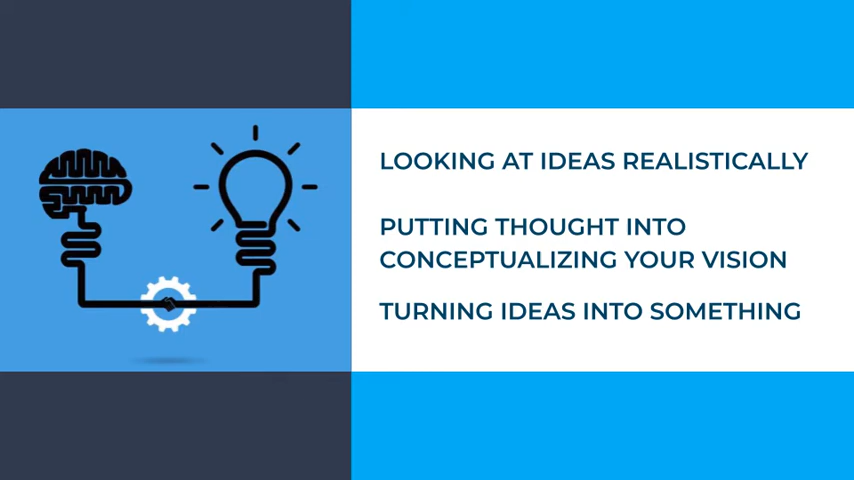 LOOKING AT IDEAS REALISTICALLY
PUTTING THOUGHT INTO
CONCEPTUALIZING YOUR VISION
TURNING IDEAS INTO SOMETHING